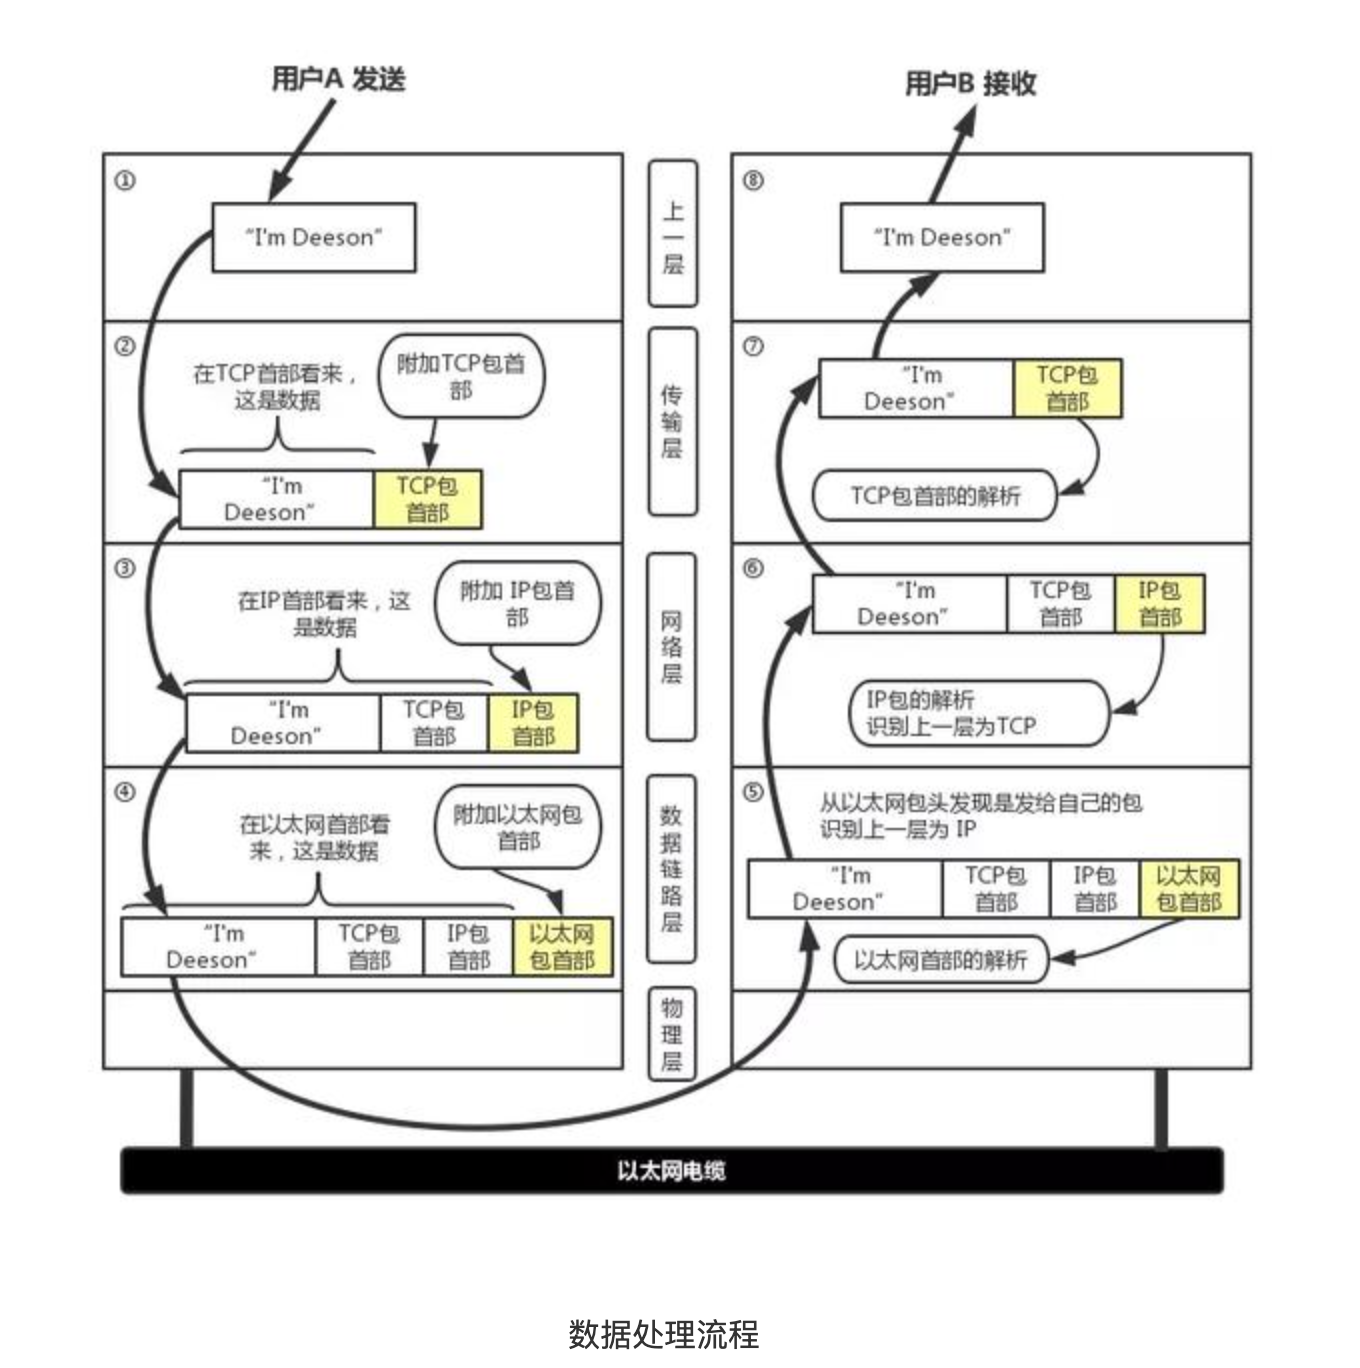 用户A 发送
①
“I'm Deeson”
②
在TCP首部看来，
这是数据
附加TCP包首
部
“I'm
Deeson”
TCP包
首部
③
在IP首部看来，这
是数据
附加 IP包首
部
“I'm
Deeson”
TCP包
首部
IP包
首部
④
在以太网首部看
来，这是数据
附加以太网包
首部
“I'm
Deeson”
TCP包
首部
IP包
首部
以太网
包首部
上一层
传输层
网络层
数据链路层
物理层
用户B 接收
⑧
“I'm Deeson”
⑦
“I'm
Deeson”
TCP包
首部
TCP包首部的解析
⑥
“I'm
Deeson”
TCP包
首部
IP包
首部
IP包的解析
识别上一层为TCP
⑤
从以太网包头发现是发给自己的包
识别上一层为 IP
“I'm
Deeson”
TCP包
首部
IP包
首部
以太网
包首部
以太网首部的解析
以太网电缆
数据处理流程